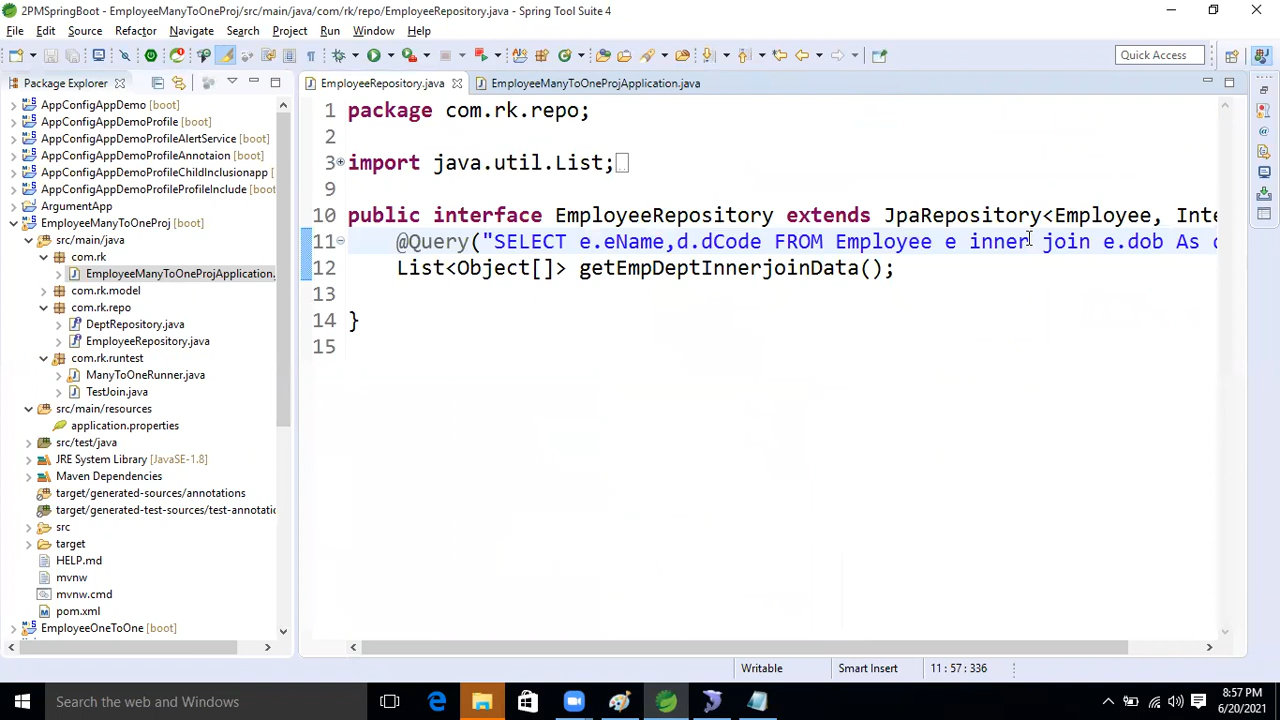 2PMSpringBoot - EmployeeManyToOneProj/src/main/java/com/rk/repo/EmployeeRepository.java - Spring Tool Suite 4
File Edit Source Refactor Navigate Search Project Run Window Help
Quick Access
Package Explorer
EmployeeRepository.java
EmployeeManyToOneProjApplication.java
AppConfigAppDemo [boot]
AppConfigAppDemoProfile [boot]
AppConfigAppDemoProfileAlertService [boot]
AppConfigAppDemoProfileAnnotaion [boot]
AppConfigAppDemoProfileChildInclusionapp [boot]
AppConfigAppDemoProfileProfileInclude [boot]
ArgumentApp
EmployeeManyToOneProj [boot]
src/main/java
com.rk
EmployeeManyToOneProjApplication.
com.rk.model
com.rk.repo
DeptRepository.java
EmployeeRepository.java
com.rk.runtest
ManyToOneRunner.java
TestJoin.java
src/main/resources
application.properties
src/test/java
JRE System Library [JavaSE-1.8]
Maven Dependencies
target/generated-sources/annotations
target/generated-test-sources/test-annotatio
src
target
HELP.md
mvnw
mvnw.cmd
pom.xml
EmployeeOneToOne [boot]
1 package com.rk.repo;
2
3 import java.util.List;
9
10 public interface EmployeeRepository extends JpaRepository<Employee, Inte
11 @Query("SELECT e.eName,d.dCode FROM Employee e inner join e.dob As
12 List<Object[]> getEmpDeptInnerjoinData();
13
14 }
15
Writable
Smart Insert
11 : 57 : 336
Search the web and Windows
8:57 PM
6/20/2021